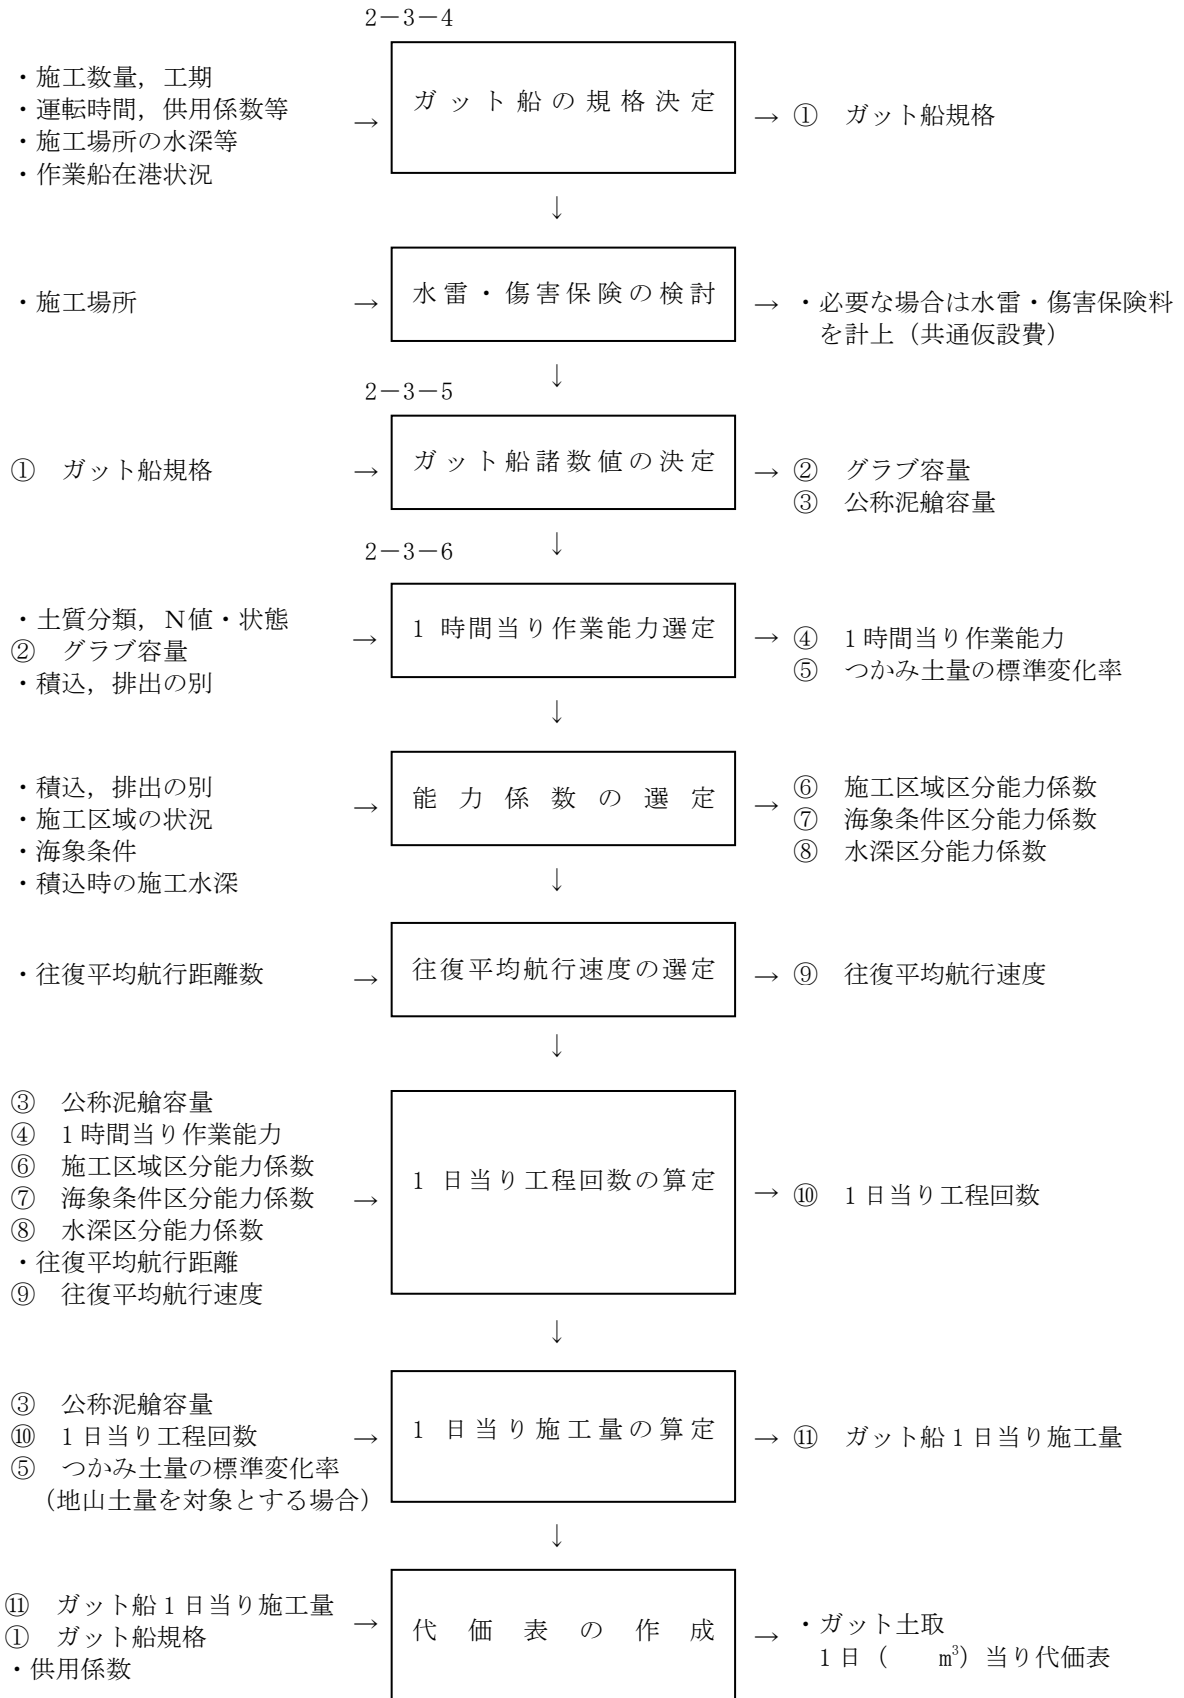 2-3-4
・施工数量，工期
・運転時間，供用係数等
・施工場所の水深等
・作業船在港状況
→
ガット船の規格決定
→ ① ガット船規格
↓
・施工場所
→
水雷・傷害保険の検討
→ ・必要な場合は水雷・傷害保険料
を計上（共通仮設費）
↓
2-3-5
① ガット船規格
→
ガット船諸数値の決定
→ ② グラブ容量
③ 公称泥艙容量
↓
2-3-6
・土質分類，Ｎ値・状態
② グラブ容量
・積込，排出の別
→
1 時間当り作業能力選定
→ ④ 1時間当り作業能力
⑤ つかみ土量の標準変化率
↓
・積込，排出の別
・施工区域の状況
・海象条件
・積込時の施工水深
→
能力係数の選定
→
⑥ 施工区域区分能力係数
⑦ 海象条件区分能力係数
⑧ 水深区分能力係数
↓
・往復平均航行距離数
→
往復平均航行速度の選定
→ ⑨ 往復平均航行速度
↓
③ 公称泥艙容量
④ 1時間当り作業能力
⑥ 施工区域区分能力係数
⑦ 海象条件区分能力係数
⑧ 水深区分能力係数
・往復平均航行距離
⑨ 往復平均航行速度
→
1 日当り工程回数の算定
→ ⑩ 1日当り工程回数
↓
③ 公称泥艙容量
⑩ 1日当り工程回数
⑤ つかみ土量の標準変化率
（地山土量を対象とする場合）
→
1 日当り施工量の算定
→ ⑪ ガット船1日当り施工量
↓
⑪ ガット船1日当り施工量
① ガット船規格
・供用係数
→
代価表の作成
→ ・ガット土取
1日（　　m³）当り代価表